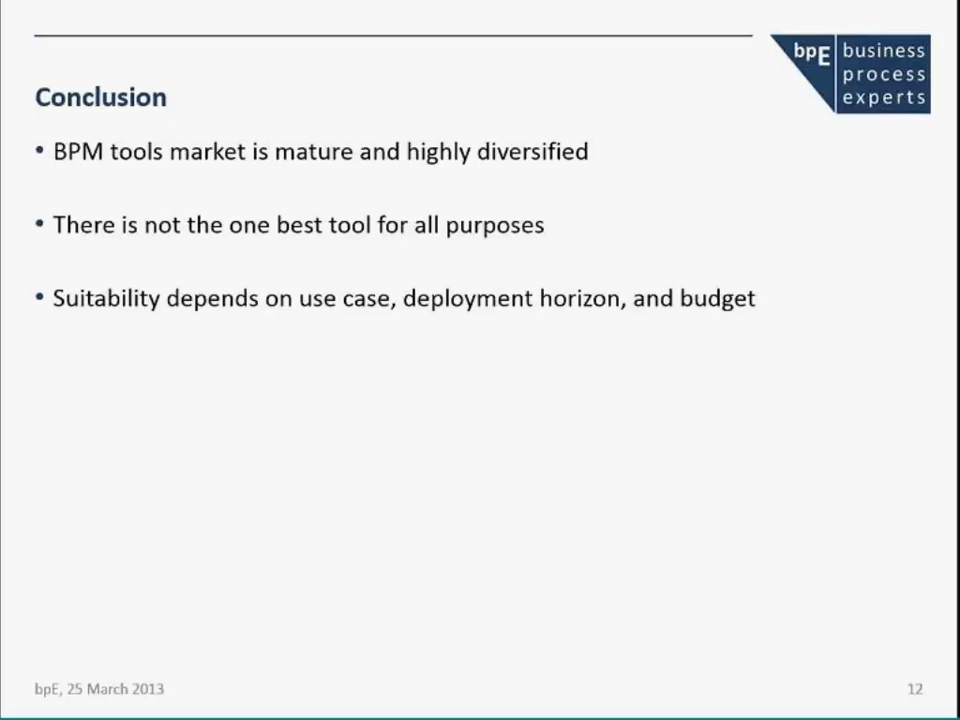 bpE business
process
experts
Conclusion
• BPM tools market is mature and highly diversified
• There is not the one best tool for all purposes
• Suitability depends on use case, deployment horizon, and budget
bpE, 25 March 2013
12